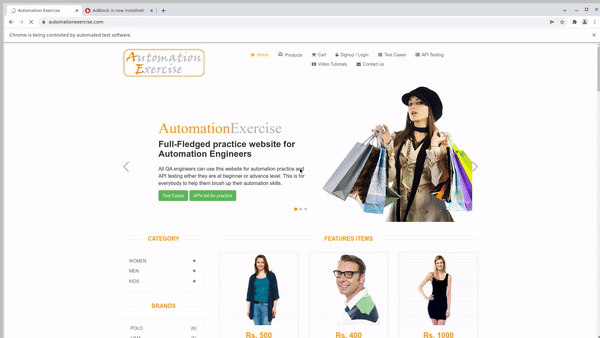 Automation Exercise
AdBlock is now installed!
automationexercise.com
Chrome is being controlled by automated test software.
Automation
Exercise
Home Products Cart Signup / Login Test Cases API Testing
Video Tutorials Contact us
AutomationExercise
Full-Fledged practice website for
Automation Engineers
All QA engineers can use this website for automation practice and
API testing either they are at beginner or advance level. This is for
everybody to help them brush up their automation skills.
Test Cases APIs list for practice
CATEGORY
FEATURES ITEMS
WOMEN
MEN
KIDS
BRANDS
POLO (6)
Rs. 500 Rs. 400 Rs. 1000